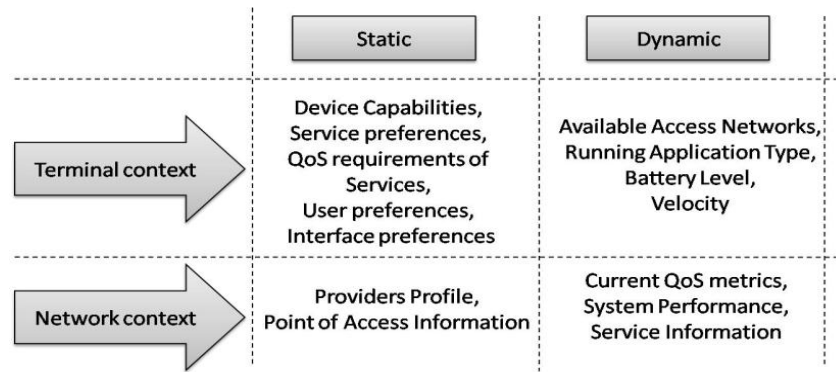 Static
Dynamic
Terminal context
Device Capabilities,
Service preferences,
QoS requirements of
Services,
User preferences,
Interface preferences
Available Access Networks,
Running Application Type,
Battery Level,
Velocity
Network context
Providers Profile,
Point of Access Information
Current QoS metrics,
System Performance,
Service Information